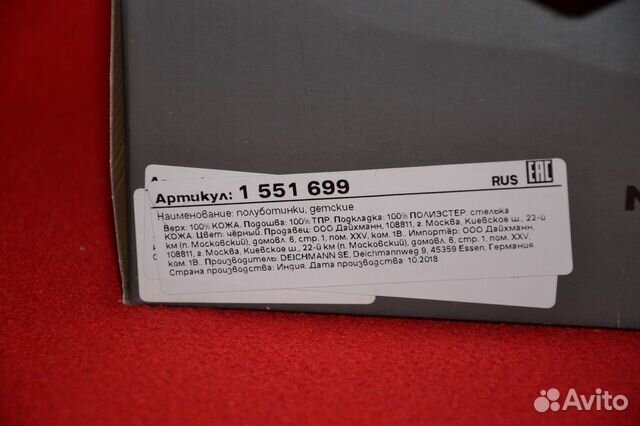 Артикул: 1 551 699 RUS EAC
Наименование: полуботинки, детские
Верх: 100% КОЖА. Подошва: 100% ТПР. Подкладка: 100% ПОЛИЭСТЕР. стелька
КОЖА. Цвет: чёрный. Продавец: ООО Дайхманн, 108811, г. Москва. Киевское ш., 22-й
км (п. Московский), домовл. 6, стр. 1, пом. XXV, ком. 1В. Импортёр: ООО Дайхманн,
108811, г. Москва, Киевское ш., 22-й км (п. Московский), домовл. 6, стр. 1, пом. XXV,
ком. 1В. Производитель: DEICHMANN SE, Deichmannweg 9, 45359 Essen, Германия.
Страна производства: Индия. Дата производства: 10.2018
Avito